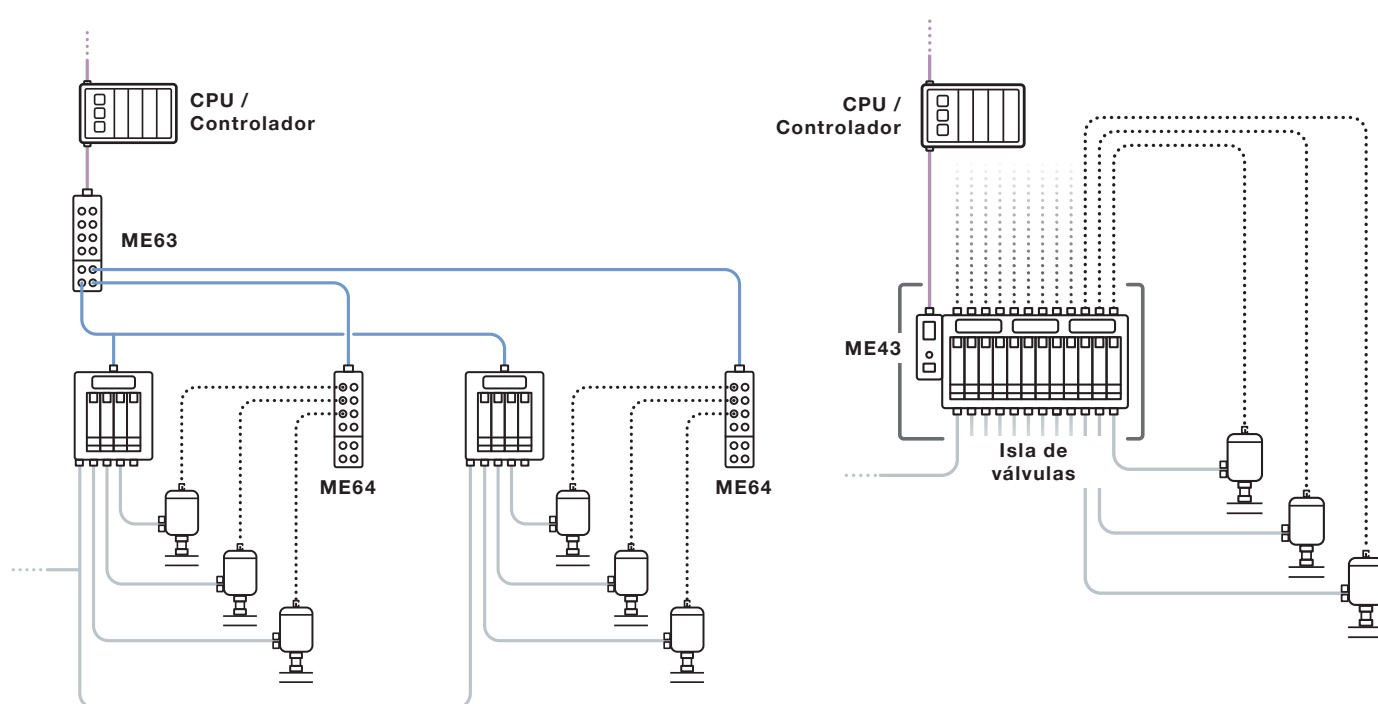 CPU /
Controlador
ME63
ME64
ME64
CPU /
Controlador
ME43
Isla de
válvulas